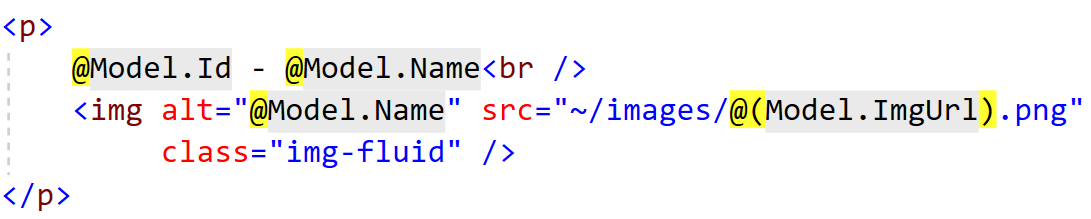 <p>
@Model.Id - @Model.Name<br />
<img alt="@Model.Name" src="~/images/@(Model.ImgUrl).png"
class="img-fluid" />
</p>